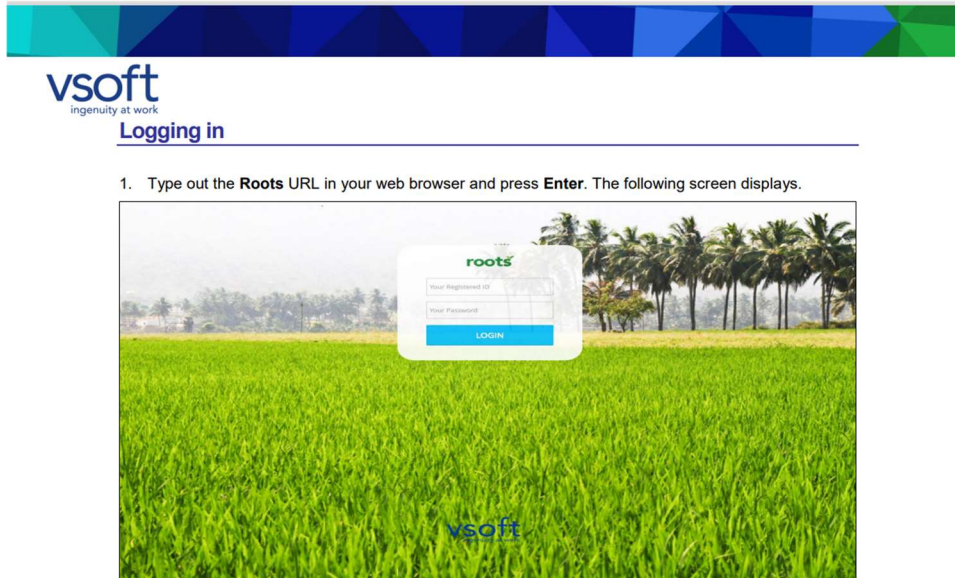 vsoft
ingenuity at work
Logging in
1. Type out the Roots URL in your web browser and press Enter. The following screen displays.
roots
Your Registered ID
Your Password
LOGIN
vsoft